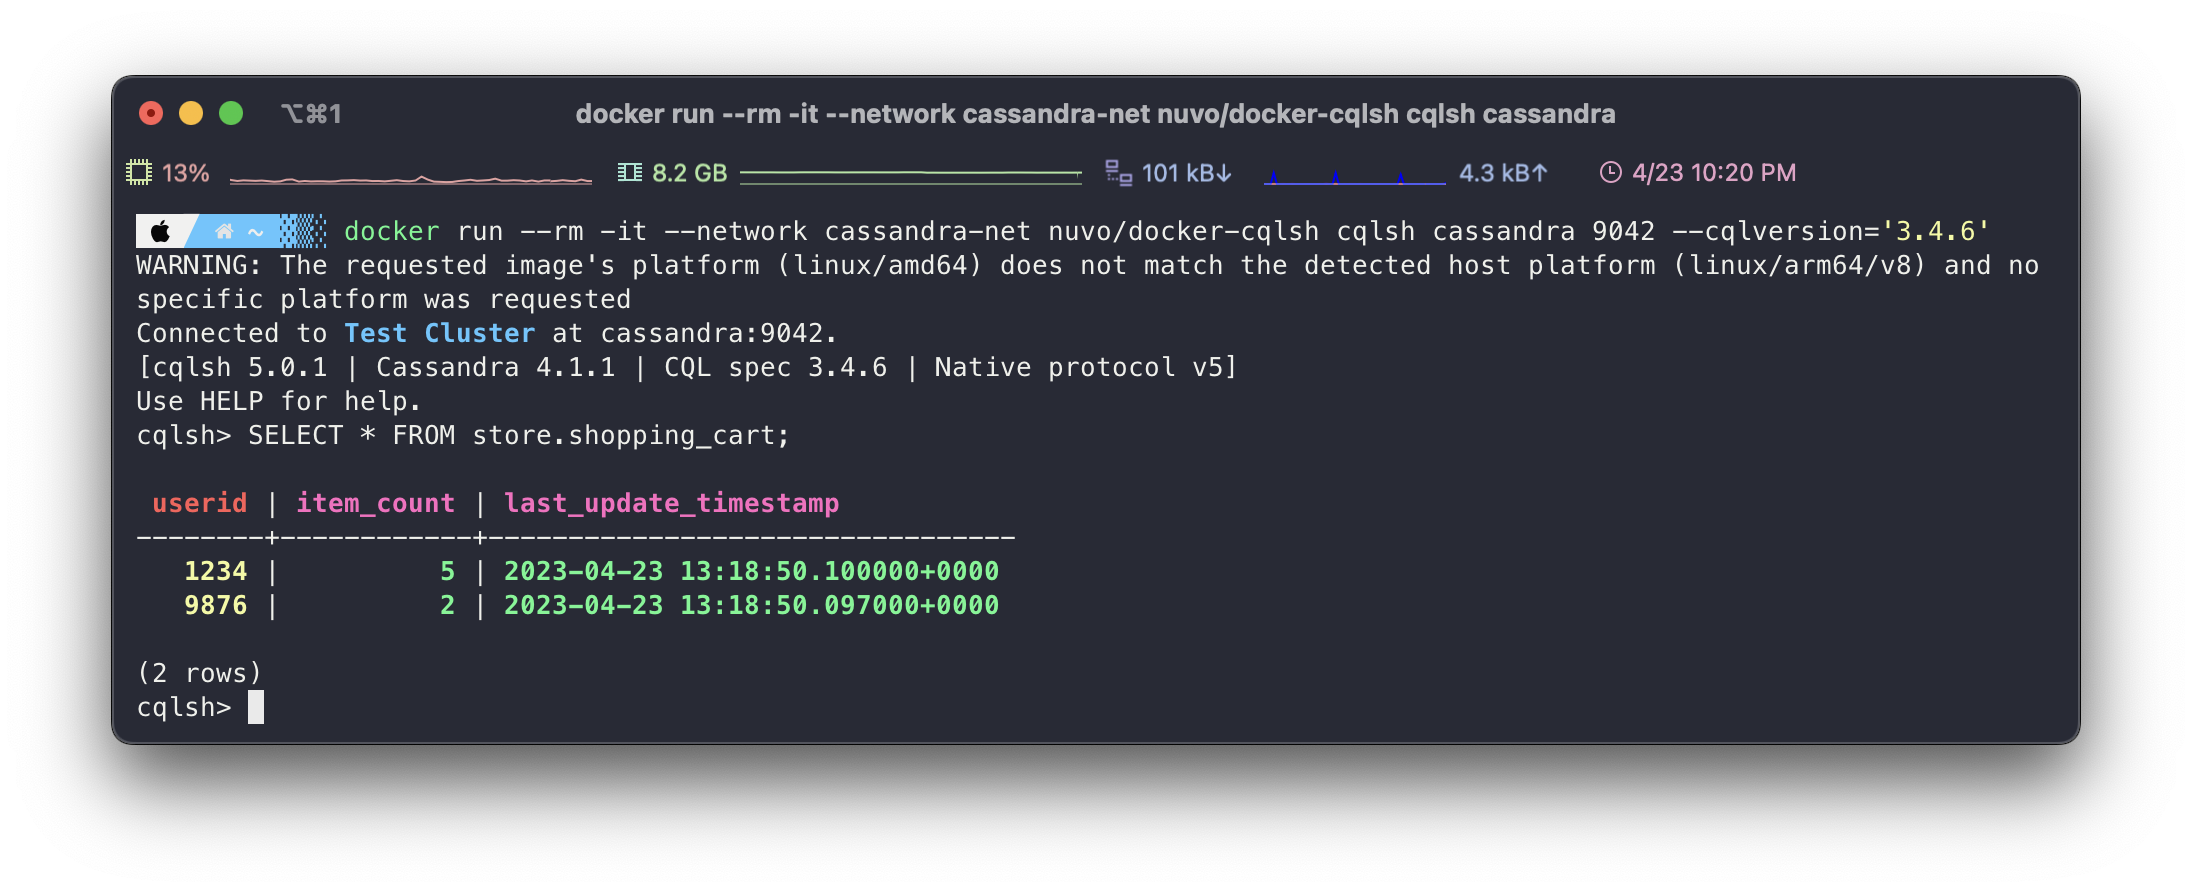 ⌥⌘1 docker run --rm -it --network cassandra-net nuvo/docker-cqlsh cqlsh cassandra
13% 8.2 GB 101 kB↓ 4.3 kB↑ 4/23 10:20 PM
~ docker run --rm -it --network cassandra-net nuvo/docker-cqlsh cqlsh cassandra 9042 --cqlversion='3.4.6'
WARNING: The requested image's platform (linux/amd64) does not match the detected host platform (linux/arm64/v8) and no
specific platform was requested
Connected to Test Cluster at cassandra:9042.
[cqlsh 5.0.1 | Cassandra 4.1.1 | CQL spec 3.4.6 | Native protocol v5]
Use HELP for help.
cqlsh> SELECT * FROM store.shopping_cart;
 userid | item_count | last_update_timestamp
--------+------------+---------------------------------
   1234 |          5 | 2023-04-23 13:18:50.100000+0000
   9876 |          2 | 2023-04-23 13:18:50.097000+0000
(2 rows)
cqlsh>